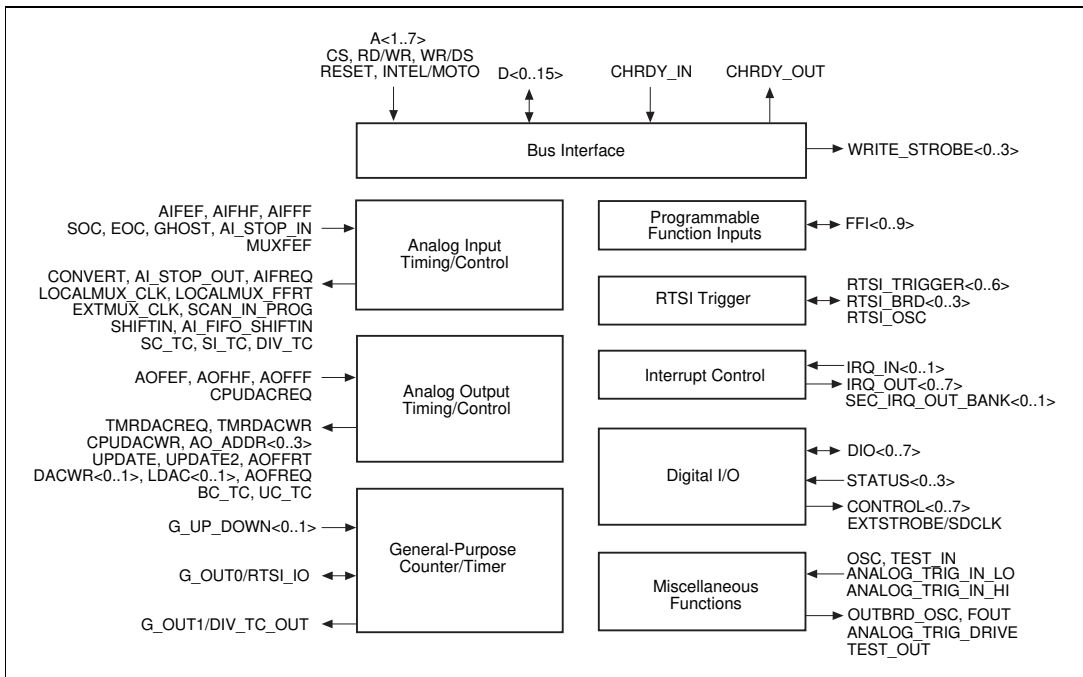 A<1..7>
CS, RD/WR, WR/DS
RESET, INTEL/MOTO
D<0..15>
CHRDY_IN
CHRDY_OUT
Bus Interface
WRITE_STROBE<0..3>
AIFEF, AIFHF, AIFFF
SOC, EOC, GHOST, AI_STOP_IN
MUXFEF
Analog Input
Timing/Control
CONVERT, AI_STOP_OUT, AIFREQ
LOCALMUX_CLK, LOCALMUX_FFRT
EXTMUX_CLK, SCAN_IN_PROG
SHIFTIN, AI_FIFO_SHIFTIN
SC_TC, SI_TC, DIV_TC
AOFEF, AOFHF, AOFFF
CPUDACREQ
Analog Output
Timing/Control
TMRDACREQ, TMRDACWR
CPUDACWR, AO_ADDR<0..3>
UPDATE, UPDATE2, AOFFRT
DACWR<0..1>, LDAC<0..1>, AOFREQ
BC_TC, UC_TC
G_UP_DOWN<0..1>
General-Purpose
Counter/Timer
G_OUT0/RTSI_IO
G_OUT1/DIV_TC_OUT
Programmable
Function Inputs
FFI<0..9>
RTSI Trigger
RTSI_TRIGGER<0..6>
RTSI_BRD<0..3>
RTSI_OSC
Interrupt Control
IRQ_IN<0..1>
IRQ_OUT<0..7>
SEC_IRQ_OUT_BANK<0..1>
Digital I/O
DIO<0..7>
STATUS<0..3>
CONTROL<0..7>
EXTSTROBE/SDCLK
Miscellaneous
Functions
OSC, TEST_IN
ANALOG_TRIG_IN_LO
ANALOG_TRIG_IN_HI
OUTBRD_OSC, FOUT
ANALOG_TRIG_DRIVE
TEST_OUT